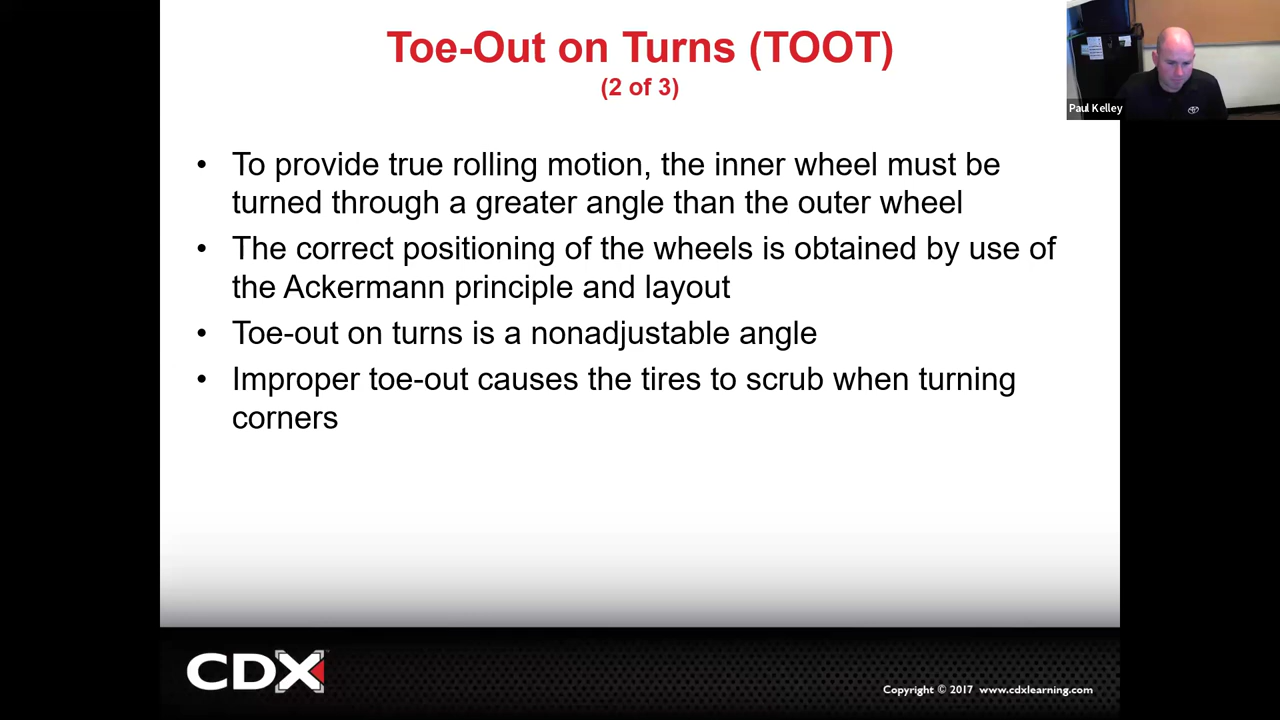 Toe-Out on Turns (TOOT)
(2 of 3)
Paul Kelley
• To provide true rolling motion, the inner wheel must be
turned through a greater angle than the outer wheel
• The correct positioning of the wheels is obtained by use of
the Ackermann principle and layout
• Toe-out on turns is a nonadjustable angle
• Improper toe-out causes the tires to scrub when turning
corners
CDX
Copyright © 2017 www.cdxlearning.com